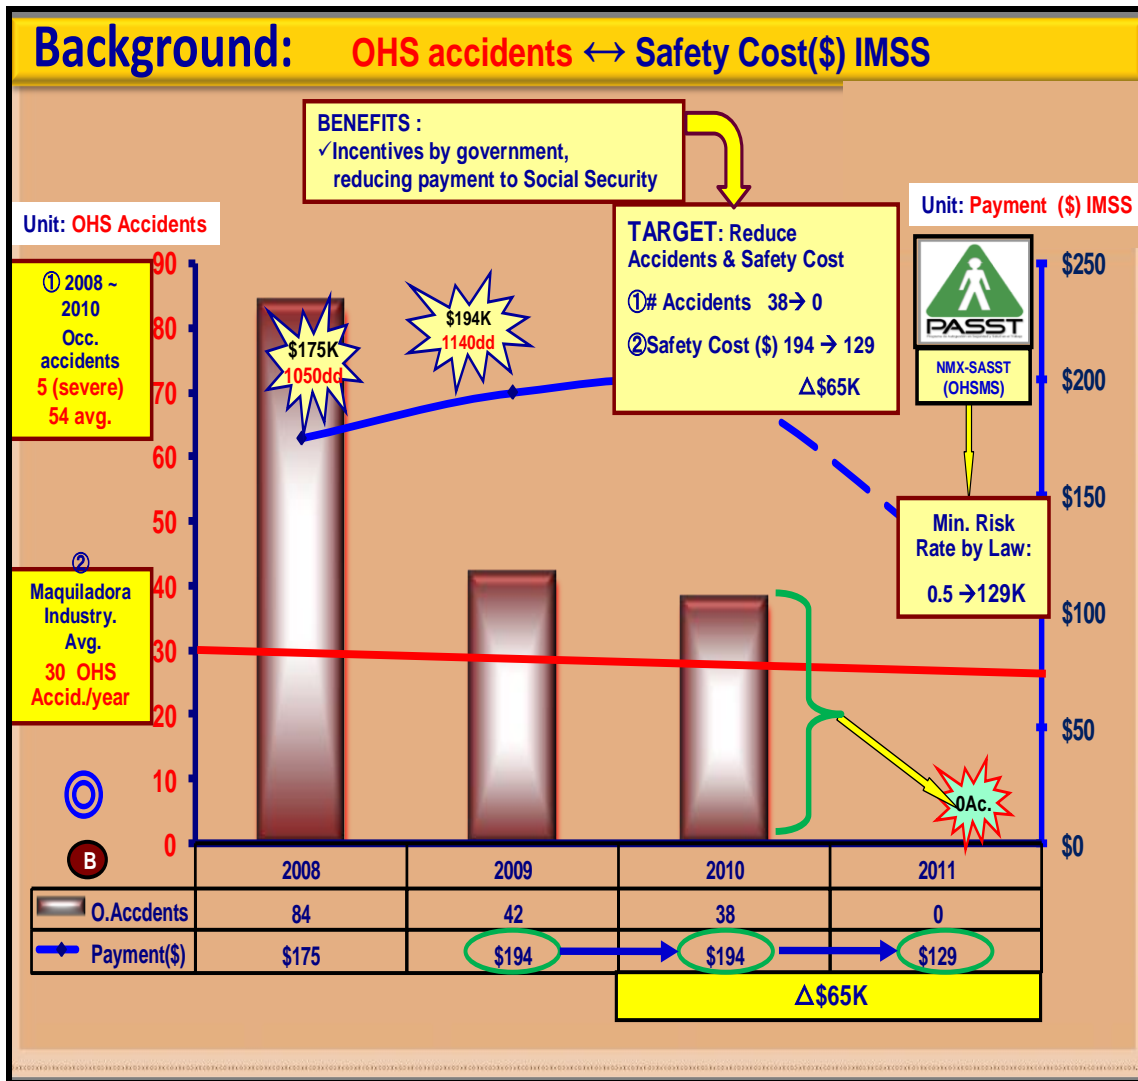 Background: OHS accidents ↔ Safety Cost($) IMSS
BENEFITS :
✓Incentives by government,
reducing payment to Social Security
Unit: OHS Accidents
Unit: Payment ($) IMSS
TARGET: Reduce
Accidents & Safety Cost
①# Accidents 38→ 0
②Safety Cost ($) 194 → 129
△$65K
PASST
NMX-SASST
(OHSMS)
Min. Risk
Rate by Law:
0.5 →129K
① 2008 ~
2010
Occ.
accidents
5 (severe)
54 avg.
②
Maquiladora
Industry.
Avg.
30 OHS
Accid./year
B
90
80
70
60
50
40
30
20
10
0
$175K
1050dd
$194K
1140dd
0Ac.
$250
$200
$150
$100
$50
$0
2008 2009 2010 2011
O.Accdents 84 42 38 0
Payment($) $175 $194 $194 $129
△$65K